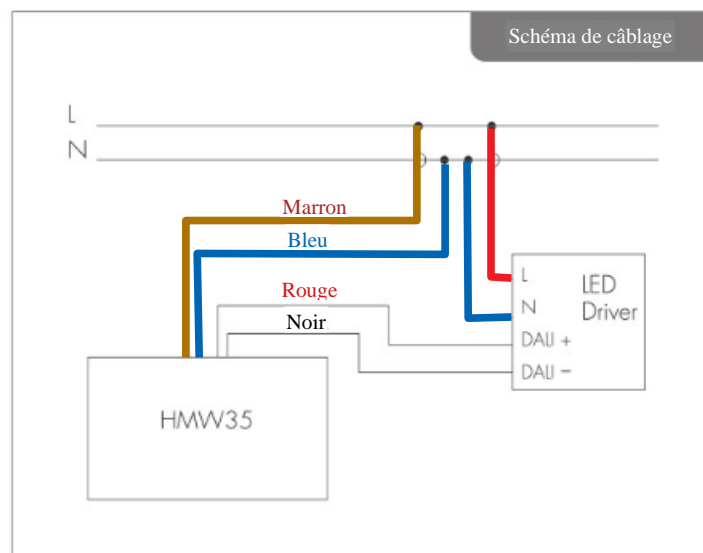 Schéma de câblage
L
N
Marron
Bleu
Rouge
Noir
L
N
DALI +
DALI −
LED
Driver
HMW35